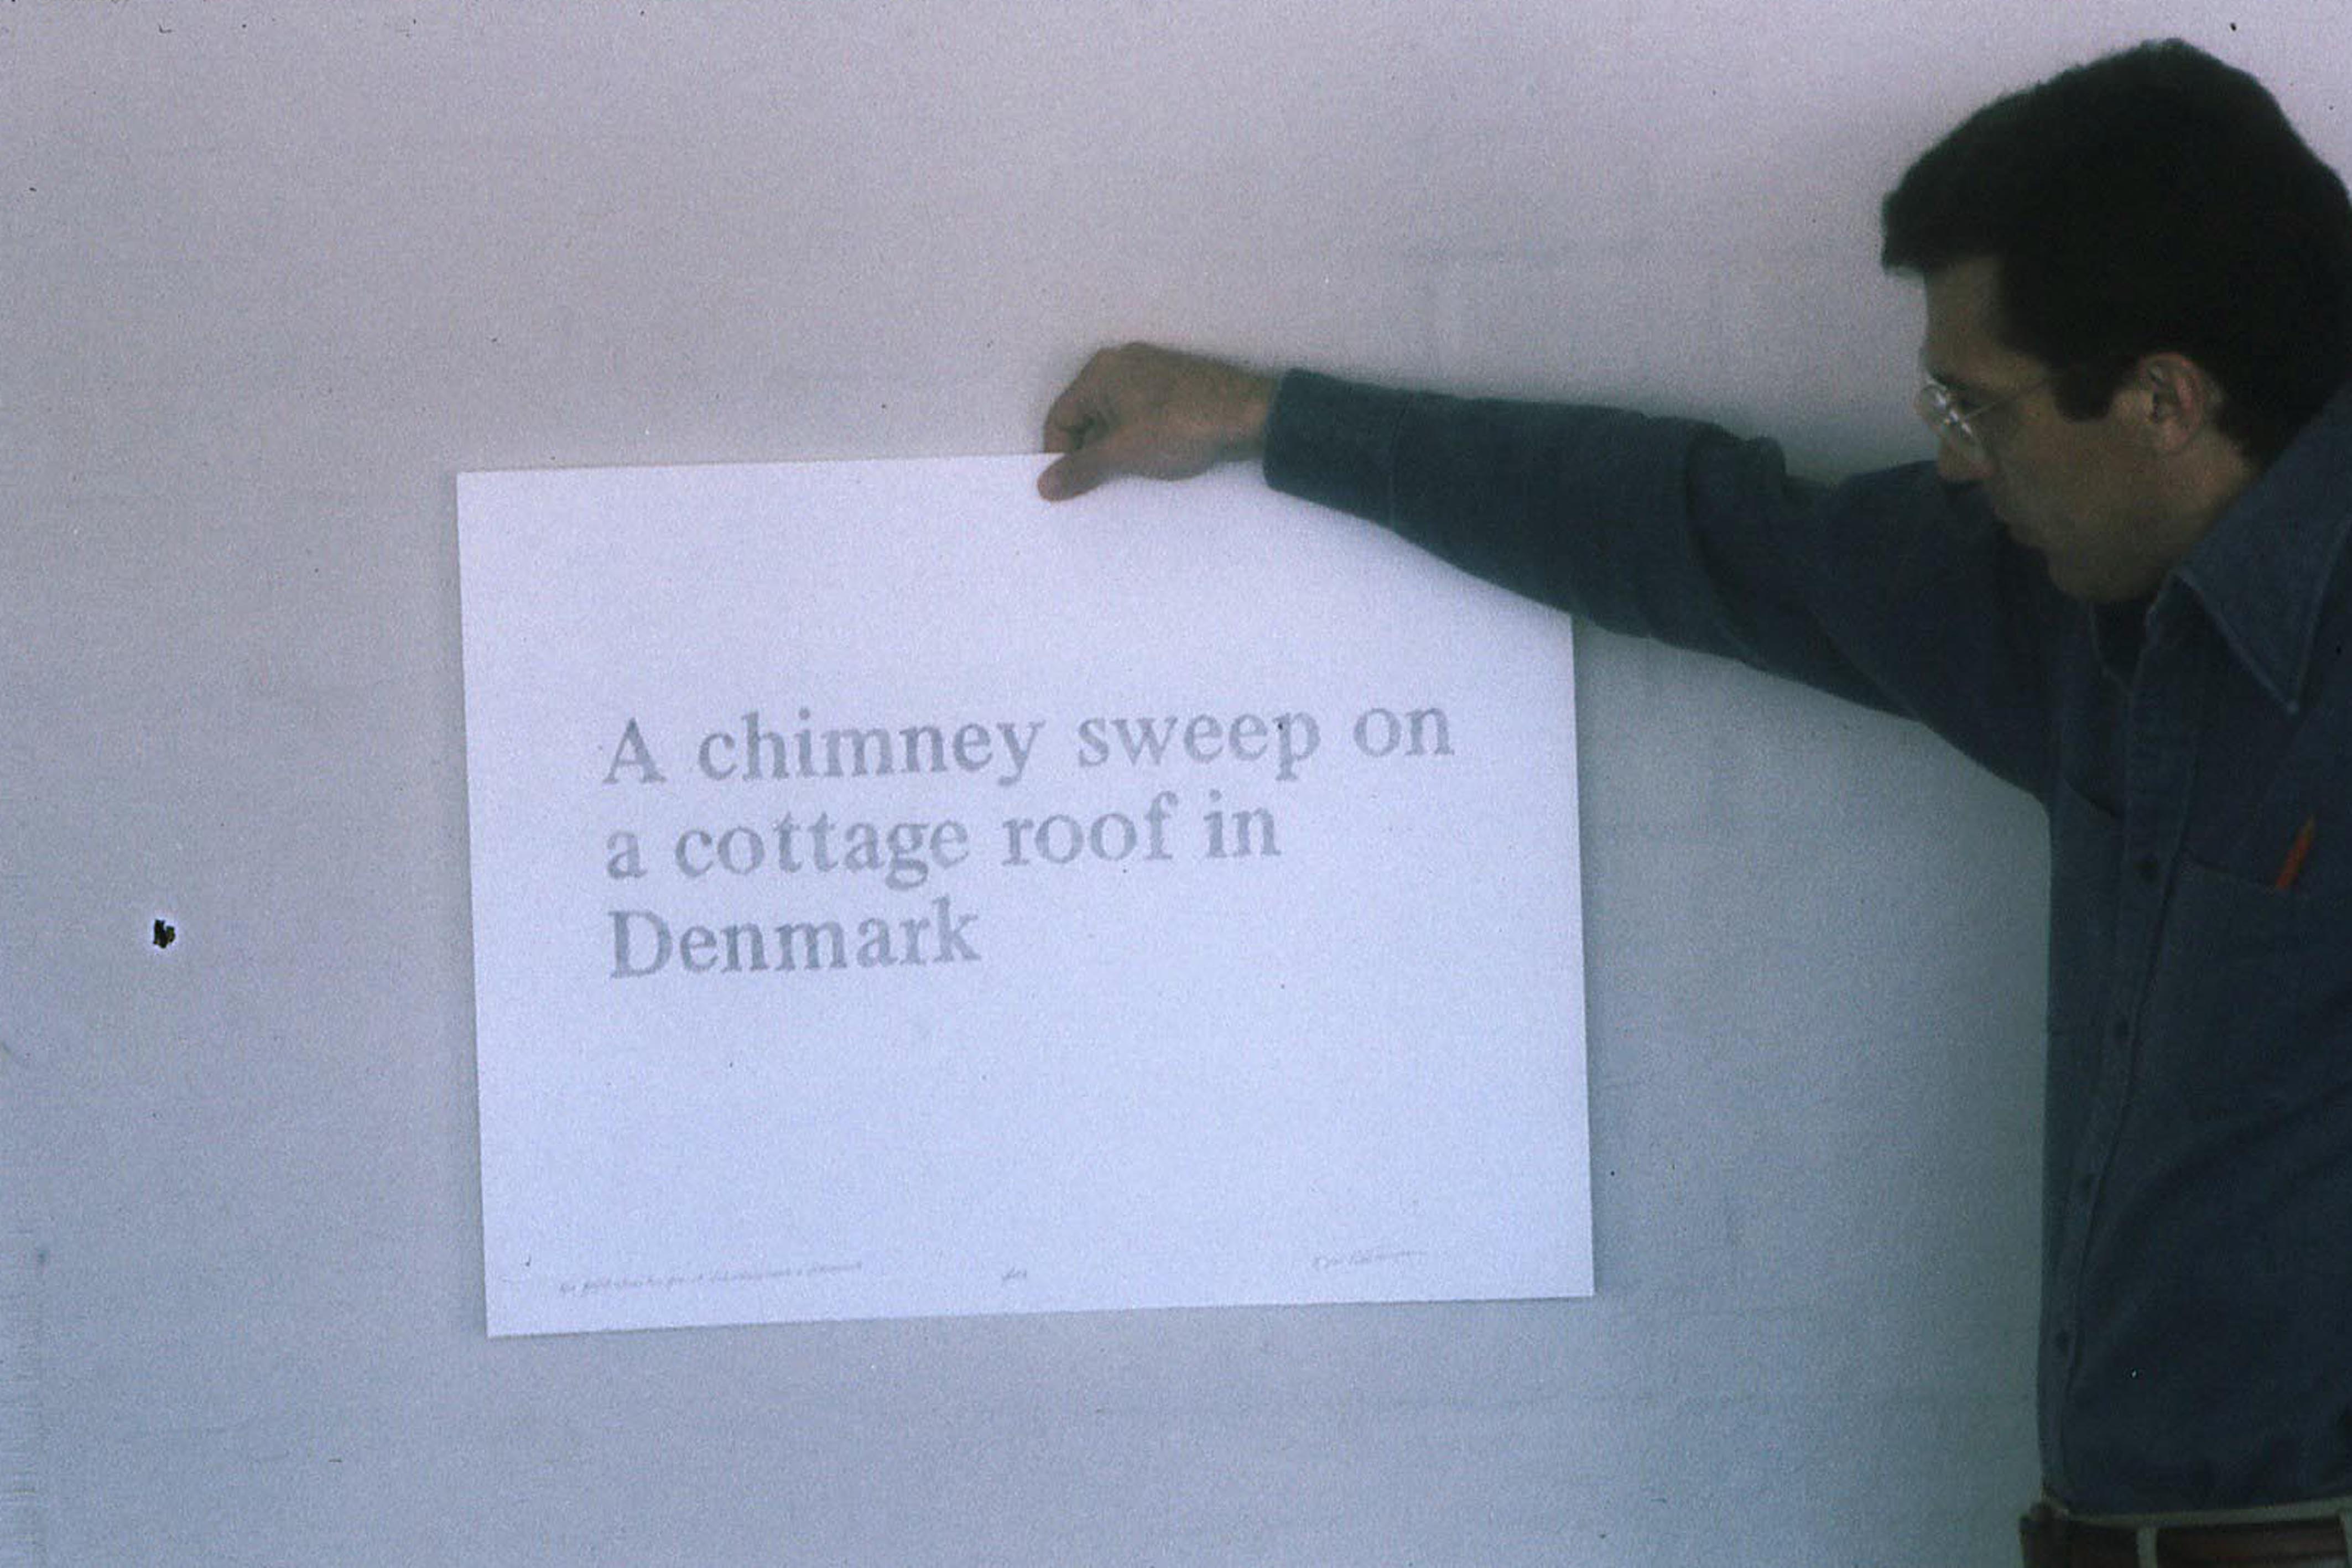 A chimney sweep on
a cottage roof in
Denmark